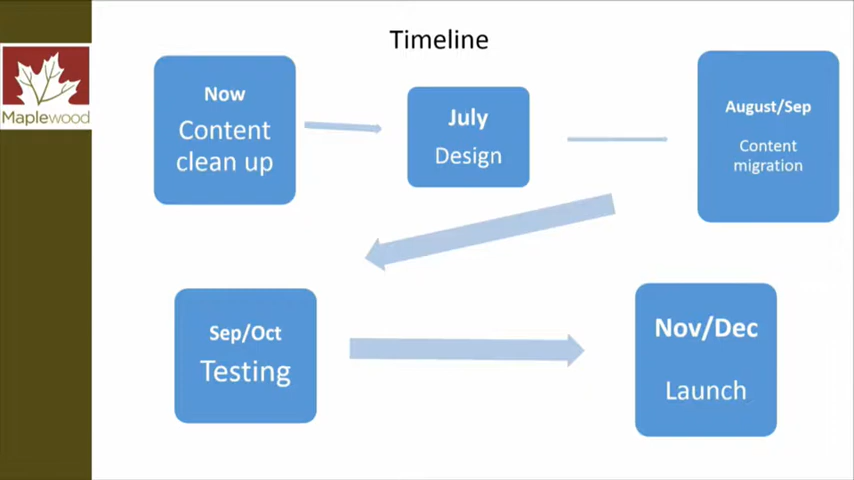 Timeline
Maplewood
Now
Content
clean up
July
Design
August/Sep
Content
migration
Sep/Oct
Testing
Nov/Dec
Launch